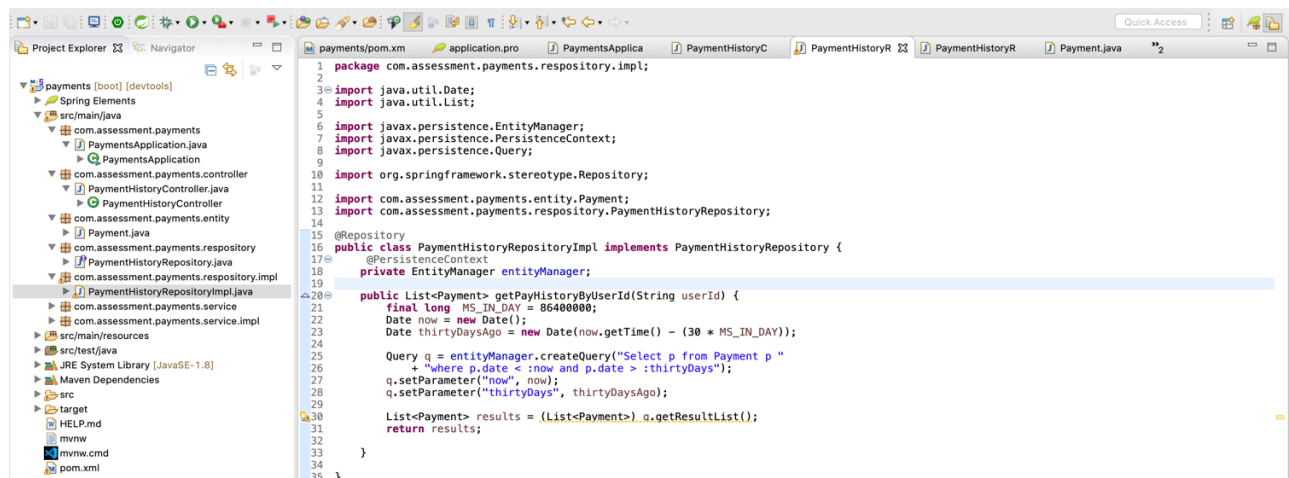 Quick Access
Project Explorer
Navigator
payments [boot] [devtools]
Spring Elements
src/main/java
com.assessment.payments
PaymentsApplication.java
PaymentsApplication
com.assessment.payments.controller
PaymentHistoryController.java
PaymentHistoryController
com.assessment.payments.entity
Payment.java
com.assessment.payments.respository
PaymentHistoryRepository.java
com.assessment.payments.respository.impl
PaymentHistoryRepositoryImpl.java
com.assessment.payments.service
com.assessment.payments.service.impl
src/main/resources
src/test/java
JRE System Library [JavaSE-1.8]
Maven Dependencies
src
target
HELP.md
mvnw
mvnw.cmd
pom.xml
payments/pom.xm
application.pro
PaymentsApplica
PaymentHistoryC
PaymentHistoryR
PaymentHistoryR
Payment.java
»2
1 package com.assessment.payments.respository.impl;
2
3 import java.util.Date;
4 import java.util.List;
5
6 import javax.persistence.EntityManager;
7 import javax.persistence.PersistenceContext;
8 import javax.persistence.Query;
9
10 import org.springframework.stereotype.Repository;
11
12 import com.assessment.payments.entity.Payment;
13 import com.assessment.payments.respository.PaymentHistoryRepository;
14
15 @Repository
16 public class PaymentHistoryRepositoryImpl implements PaymentHistoryRepository {
17 @PersistenceContext
18 private EntityManager entityManager;
19
20 public List<Payment> getPayHistoryByUserId(String userId) {
21 final long MS_IN_DAY = 86400000;
22 Date now = new Date();
23 Date thirtyDaysAgo = new Date(now.getTime() - (30 * MS_IN_DAY));
24
25 Query q = entityManager.createQuery("Select p from Payment p "
26 + "where p.date < :now and p.date > :thirtyDays");
27 q.setParameter("now", now);
28 q.setParameter("thirtyDays", thirtyDaysAgo);
29
30 List<Payment> results = (List<Payment>) q.getResultList();
31 return results;
32
33 }
34
35 }